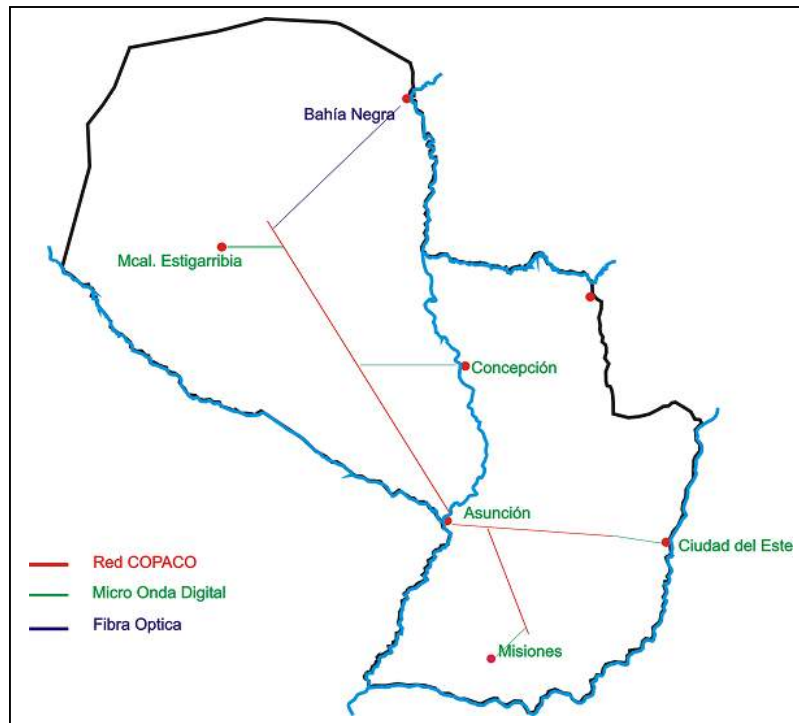 Bahía Negra
Mcal. Estigarribia
Concepción
Asunción
Ciudad del Este
Red COPACO
Micro Onda Digital
Fibra Optica
Misiones